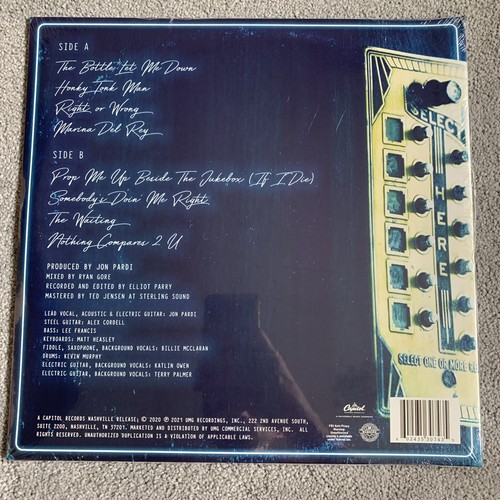 SIDE A
The Bottle Let Me Down
Honky Tonk Man
Right or Wrong
Marina Del Rey
SIDE B
Prop Me Up Beside The Jukebox (If I Die)
Somebody's Doin' Me Right
The Waiting
Nothing Compares 2 U
PRODUCED BY JON PARDI
MIXED BY RYAN GORE
RECORDED AND EDITED BY ELLIOT PARRY
MASTERED BY TED JENSEN AT STERLING SOUND
LEAD VOCAL, ACOUSTIC & ELECTRIC GUITAR: JON PARDI
STEEL GUITAR: ALEX CORDELL
BASS: LEE FRANCIS
KEYBOARDS: MATT HEASLEY
FIDDLE, SAXOPHONE, BACKGROUND VOCALS: BILLIE MCCLARAN
DRUMS: KEVIN MURPHY
ELECTRIC GUITAR, BACKGROUND VOCALS: KATLIN OWEN
ELECTRIC GUITAR, BACKGROUND VOCALS: TERRY PALMER
A CAPITOL RECORDS NASHVILLE RELEASE; © 2020 ℗ 2021 UMG RECORDINGS, INC., 222 2ND AVENUE SOUTH,
SUITE 2200, NASHVILLE, TN 37201. MARKETED AND DISTRIBUTED BY UMG COMMERCIAL SERVICES, INC.
ALL RIGHTS RESERVED. UNAUTHORIZED DUPLICATION IS A VIOLATION OF APPLICABLE LAWS.
SELECT
HERE
SELECT ONE OR MORE
Capitol
FBI Anti-Piracy
Warning: